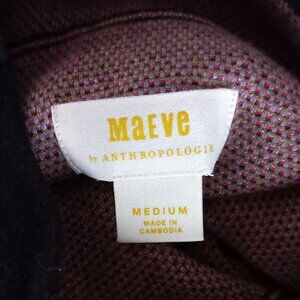 MAEVE
by ANTHROPOLOGIE
MEDIUM
MADE IN
CAMBODIA